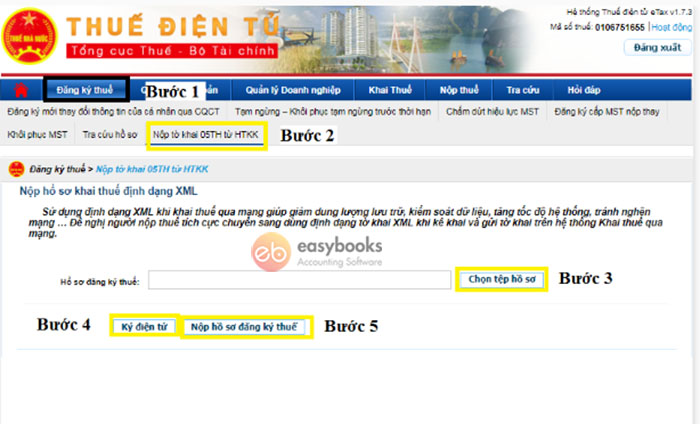 THUẾ NHÀ NƯỚC
THUẾ ĐIỆN TỬ
Tổng cục Thuế - Bộ Tài chính
Hệ thống Thuế điện tử eTax v1.7.3
Mã số thuế: 0106751655 | Hoạt động
Đăng xuất
Đăng ký thuế Bước 1 Quản lý Doanh nghiệp Khai Thuế Nộp thuế Tra cứu Hỏi đáp
Đăng ký mới thay đổi thông tin của cá nhân qua CQCT Tạm ngừng – Khôi phục tạm ngừng trước thời hạn Chấm dứt hiệu lực MST Đăng ký cấp MST nộp thay
Khôi phục MST Tra cứu hồ sơ Nộp tờ khai 05TH từ HTKK Bước 2
Đăng ký thuế > Nộp tờ khai 05TH từ HTKK
Nộp hồ sơ khai thuế định dạng XML
Sử dụng định dạng XML khi khai thuế qua mạng giúp giảm dung lượng lưu trữ, kiểm soát dữ liệu, tăng tốc độ hệ thống, tránh nghẽn
mạng ... Đề nghị người nộp thuế tích cực chuyển sang dùng định dạng tờ khai XML khi kê khai và gửi tờ khai trên hệ thống Khai thuế qua
mạng.
eb easybooks
Accounting Software
Hồ sơ đăng ký thuế: Chọn tệp hồ sơ Bước 3
Bước 4 Ký điện tử Nộp hồ sơ đăng ký thuế Bước 5